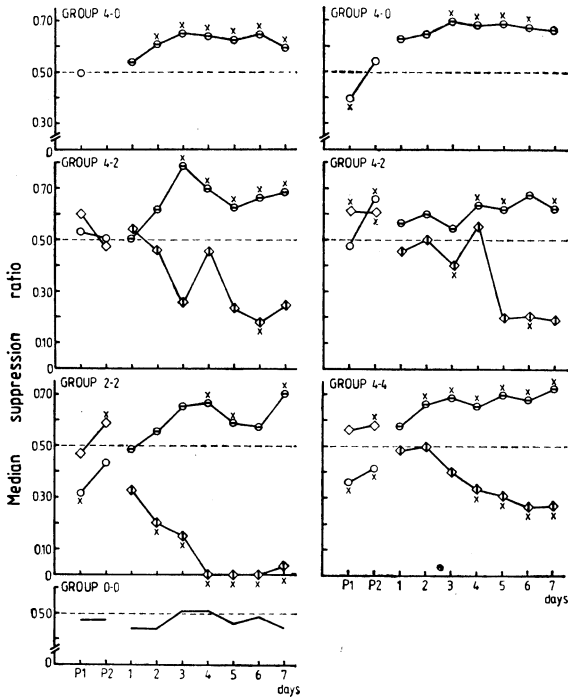 GROUP 4-0
0.70
0.50
0.30
GROUP 4-0
x x x x x x
x x x x x
GROUP 4-2
0.70
0.50
0.30
0
GROUP 4-2
GROUP 2-2
0.70
0.50
0.30
0.10
0
GROUP 4-4
GROUP 0-0
0.50
0
P1 P2 1 2 3 4 5 6 7
days
P1 P2 1 2 3 4 5 6 7
days
Median suppression ratio